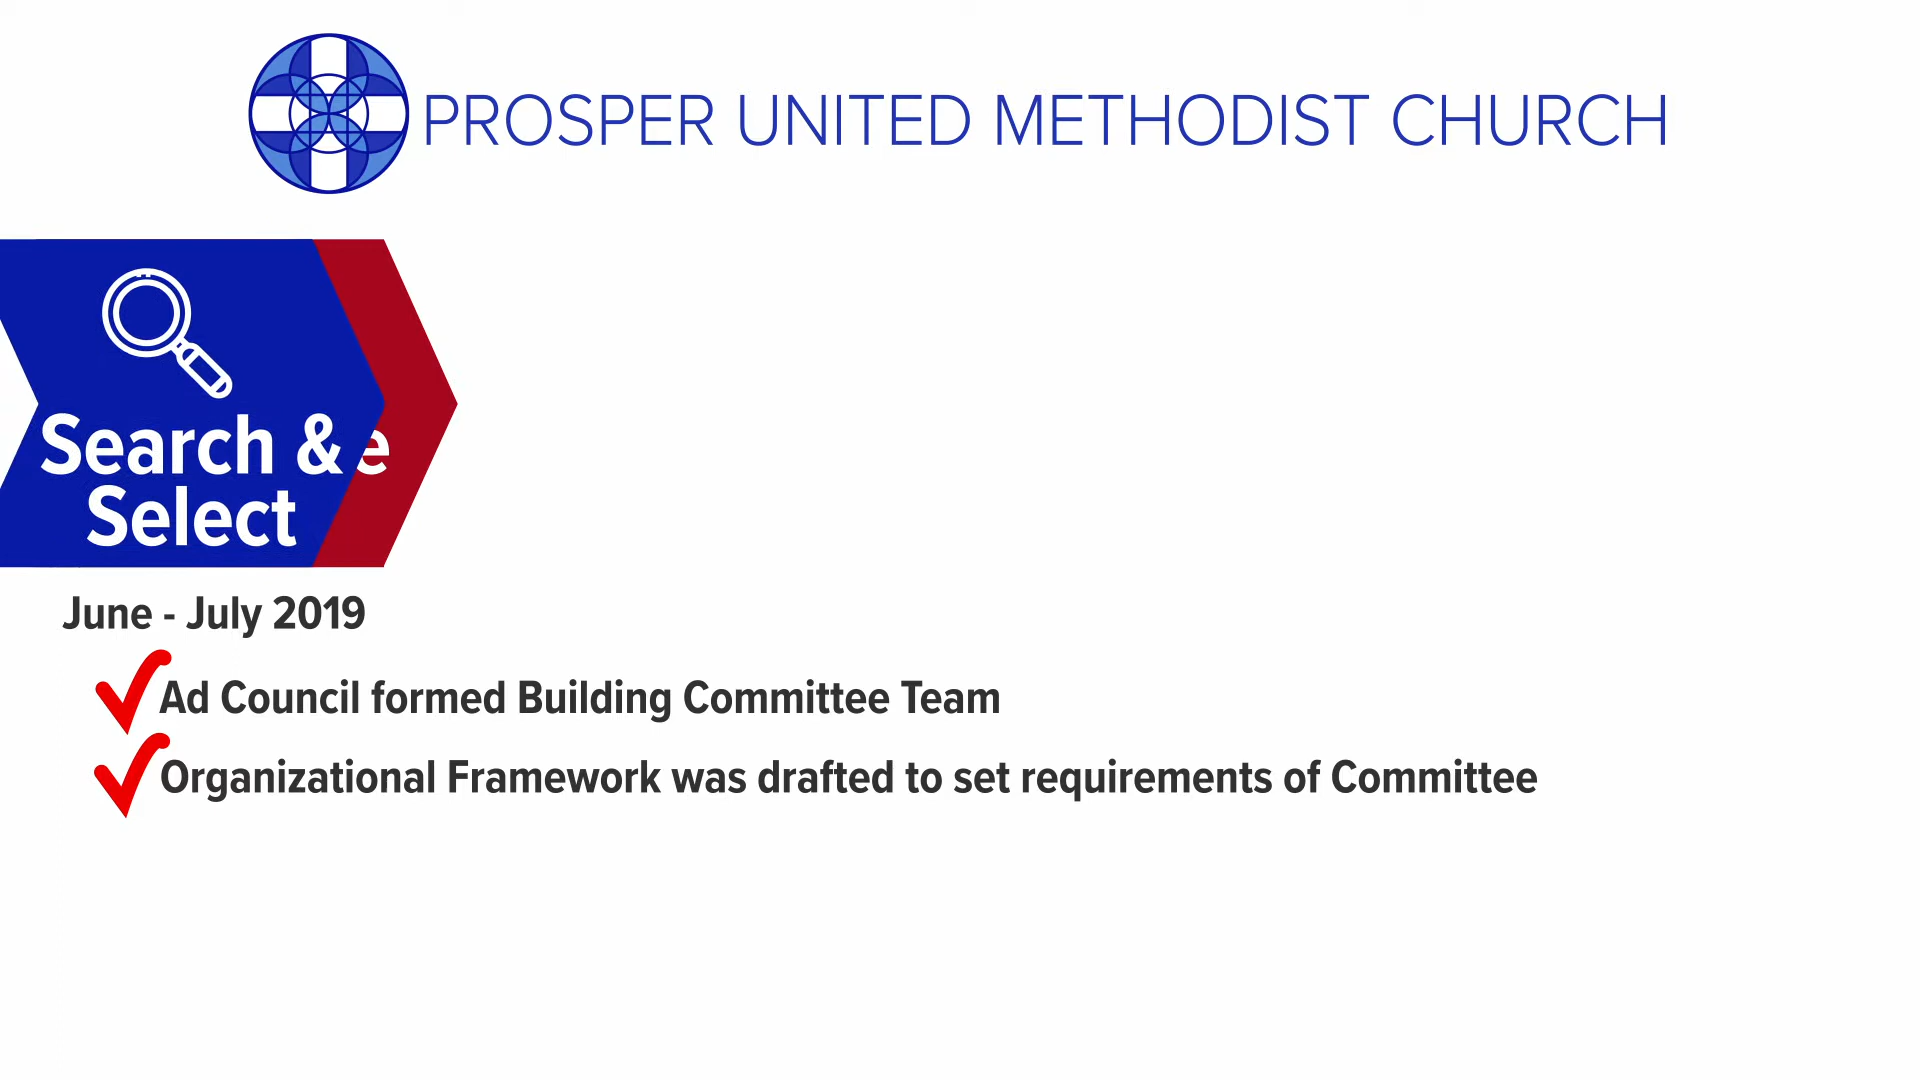 PROSPER UNITED METHODIST CHURCH
Search & e
Select
June - July 2019
Ad Council formed Building Committee Team
Organizational Framework was drafted to set requirements of Committee